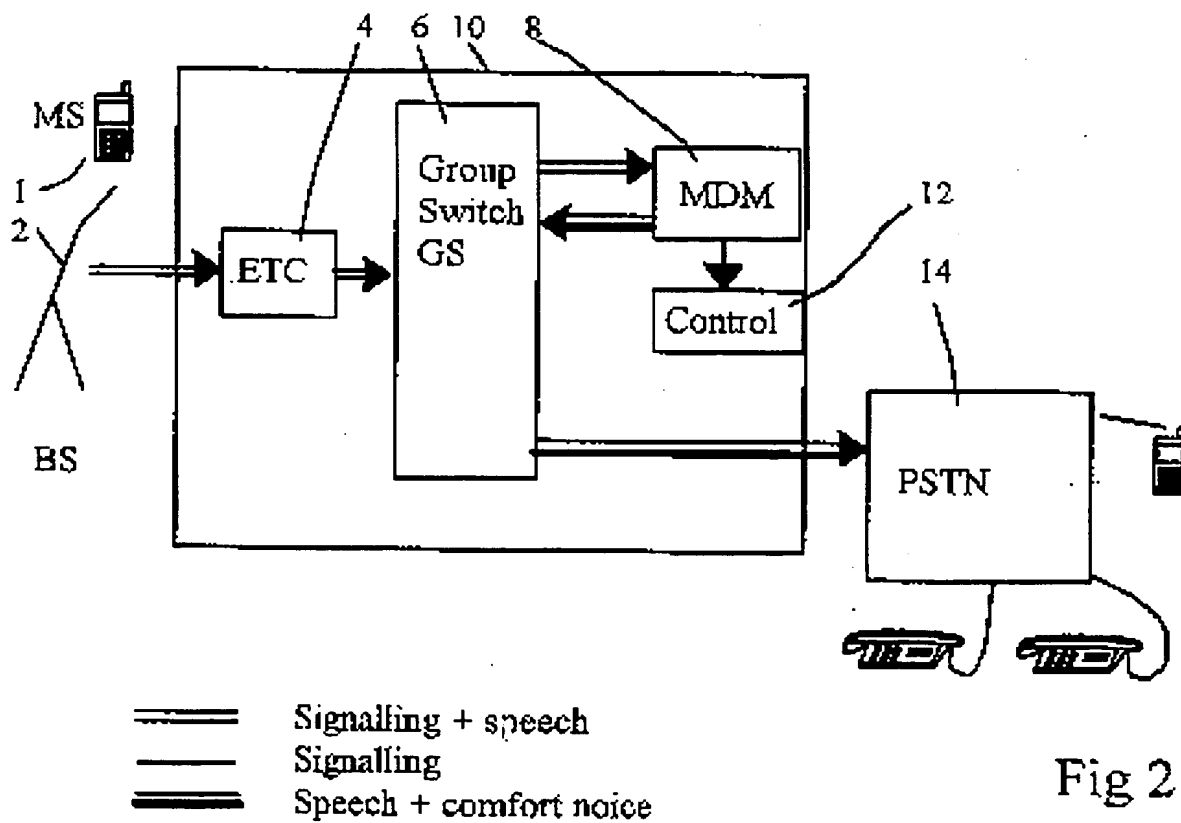 4 6 10 8
MS
1
2
Group
Switch
GS
MDM
12
ETC
Control
14
BS
PSTN
Signalling + speech
Signalling
Speech + comfort noise
Fig 2